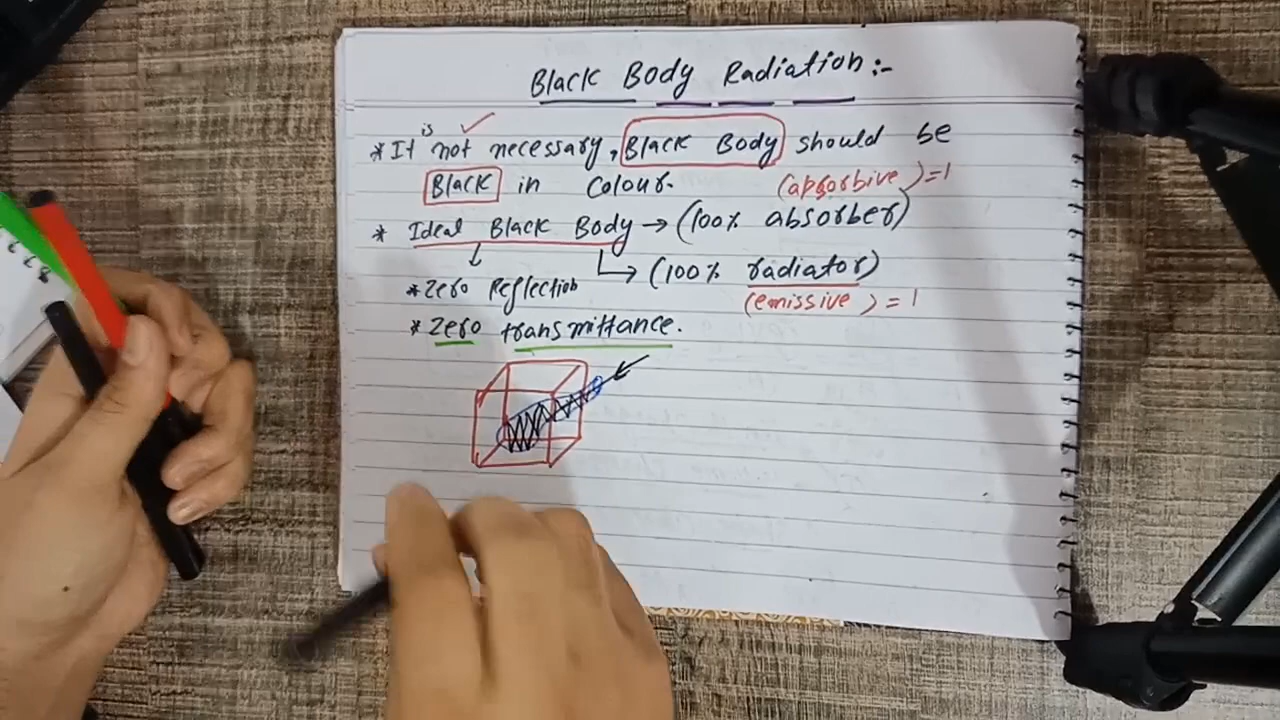 Black Body Radiation:-
* It is not necessary, Black Body should be
Black in Colour.
(absorbive)=1
* Ideal Black Body → (100% absorber)
→ (100% radiator)
* Zero Reflection
(emissive) = 1
* Zero transmittance.